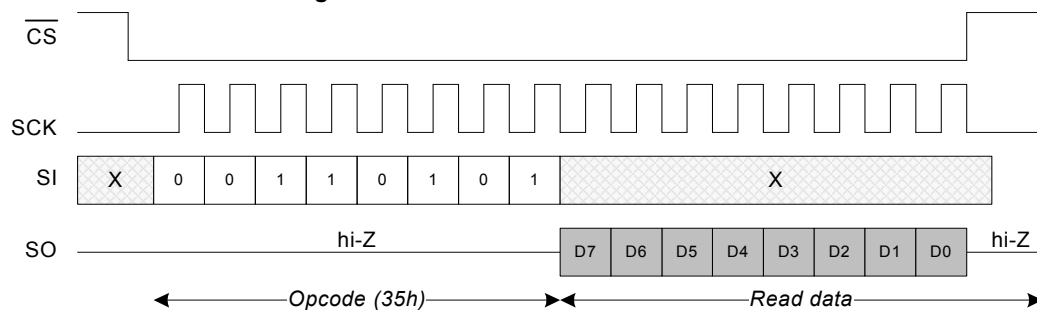 CS
SCK
SI X 0 0 1 1 0 1 0 1 X
SO hi-Z D7 D6 D5 D4 D3 D2 D1 D0 hi-Z
Opcode (35h) Read data